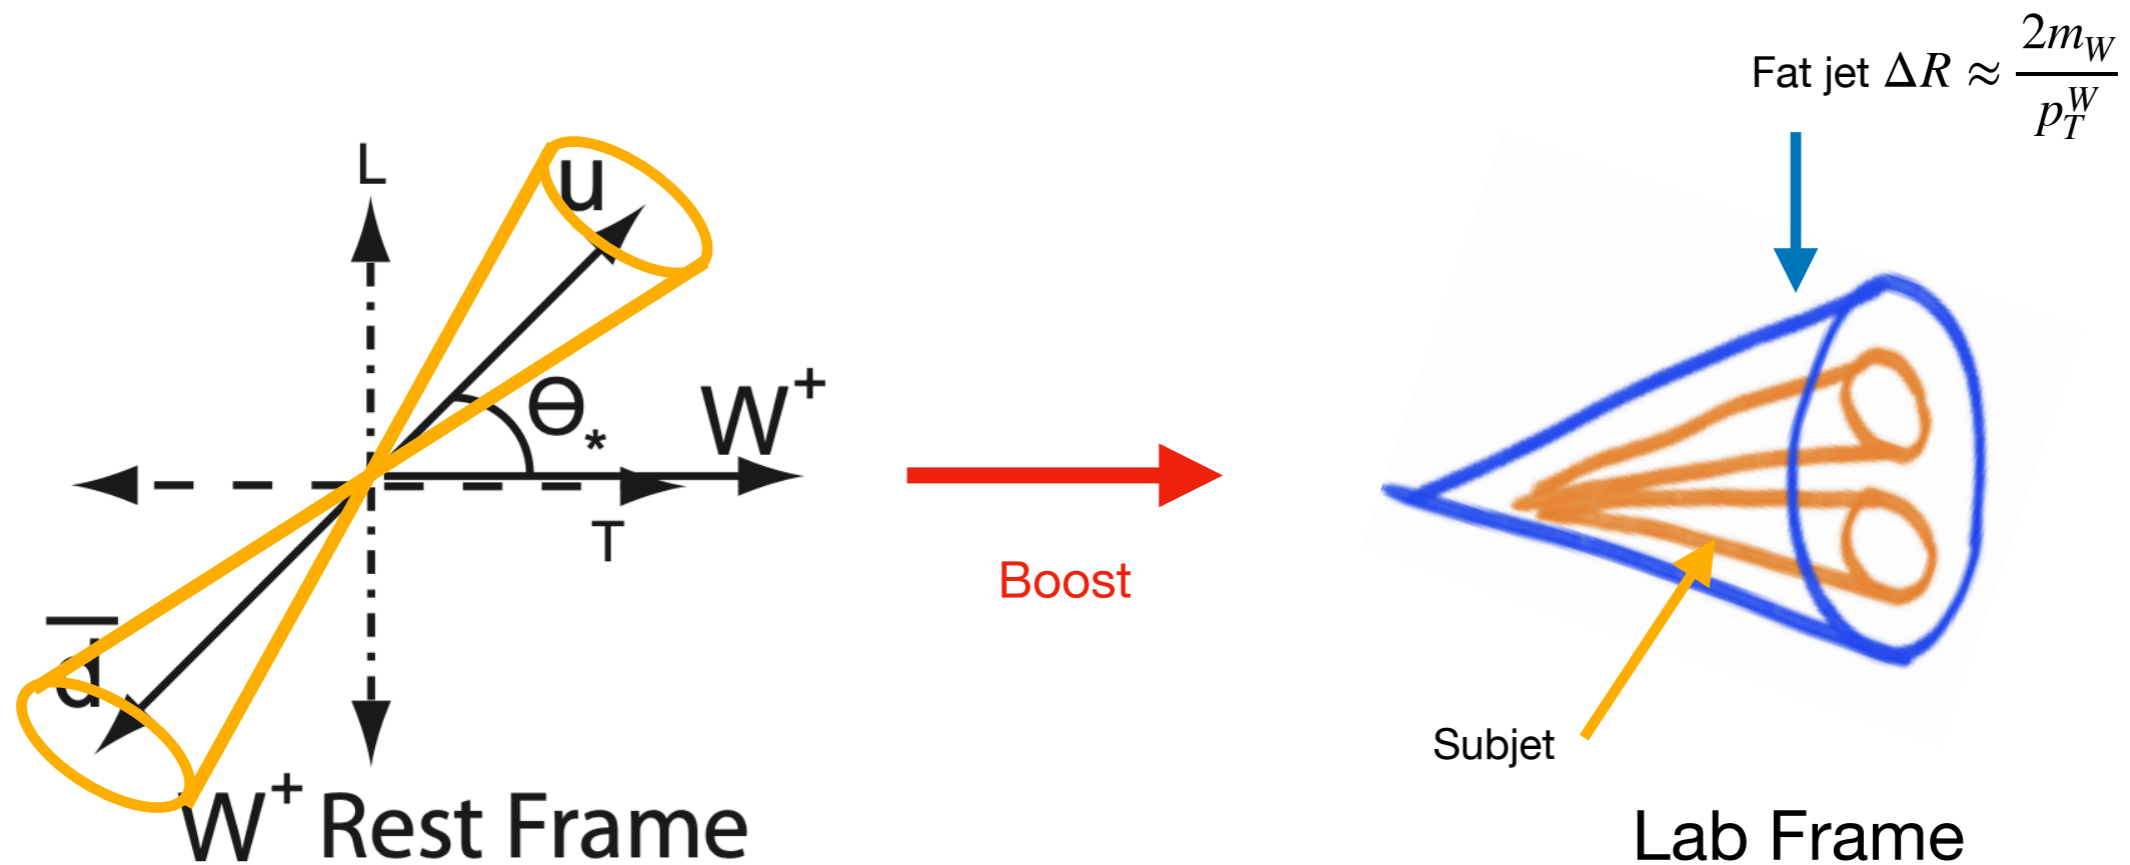 Fat jet ΔR ≈ 2m_W / p_T^W
L
u
θ*
W⁺
T
Boost
d̅
Subjet
W⁺ Rest Frame
Lab Frame